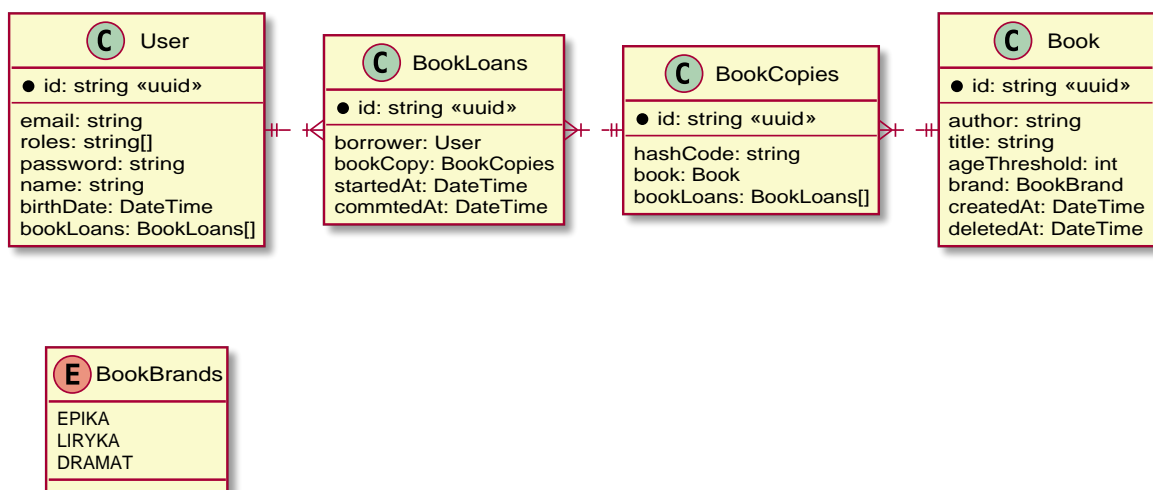 C User
● id: string «uuid»
email: string
roles: string[]
password: string
name: string
birthDate: DateTime
bookLoans: BookLoans[]
C BookLoans
● id: string «uuid»
borrower: User
bookCopy: BookCopies
startedAt: DateTime
commtedAt: DateTime
C BookCopies
● id: string «uuid»
hashCode: string
book: Book
bookLoans: BookLoans[]
C Book
● id: string «uuid»
author: string
title: string
ageThreshold: int
brand: BookBrand
createdAt: DateTime
deletedAt: DateTime
E BookBrands
EPIKA
LIRYKA
DRAMAT